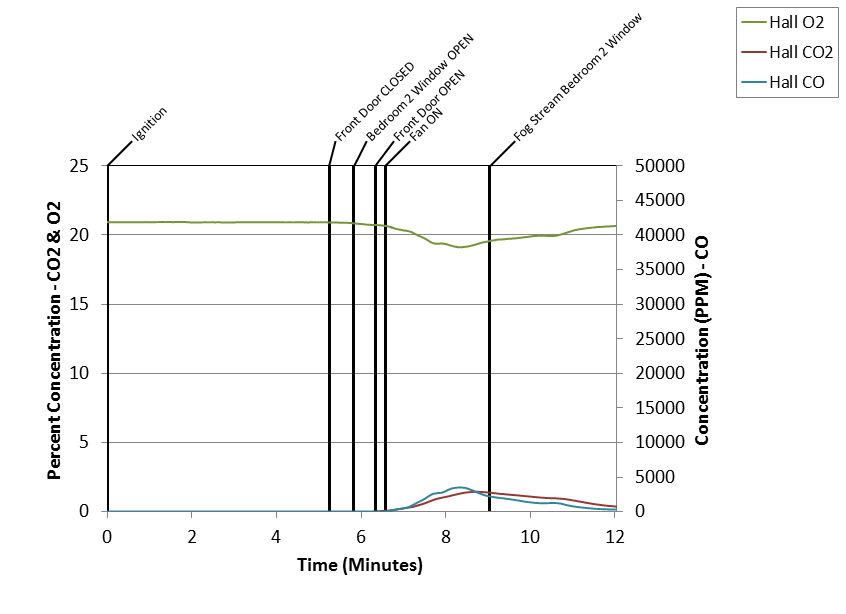 Hall O2
Hall CO2
Hall CO
Ignition
Front Door CLOSED
Bedroom 2 Window OPEN
Front Door OPEN
Fan ON
Fog Stream Bedroom 2 Window
25
20
15
10
5
0
Percent Concentration - CO2 & O2
50000
45000
40000
35000
30000
25000
20000
15000
10000
5000
0
Concentration (PPM) - CO
0 2 4 6 8 10 12
Time (Minutes)